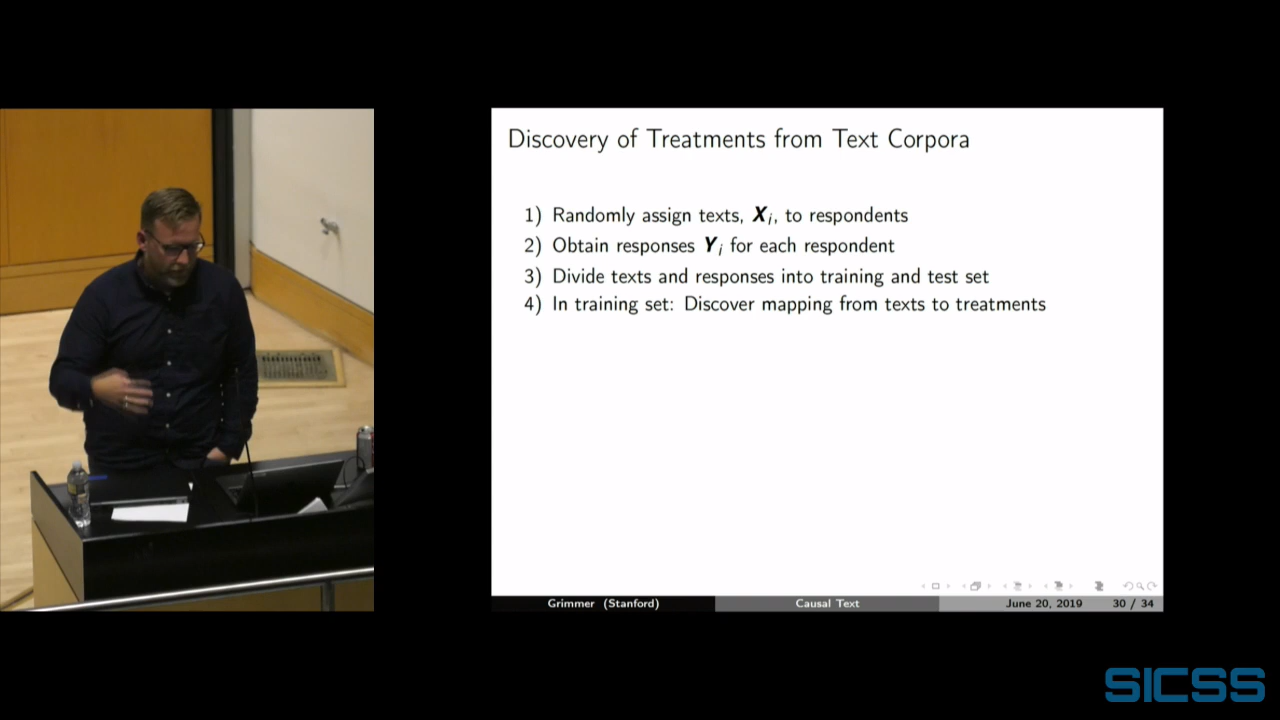 Discovery of Treatments from Text Corpora
1) Randomly assign texts, Xi, to respondents
2) Obtain responses Yi for each respondent
3) Divide texts and responses into training and test set
4) In training set: Discover mapping from texts to treatments
Grimmer (Stanford) Causal Text June 20, 2019 30 / 34
SICSS